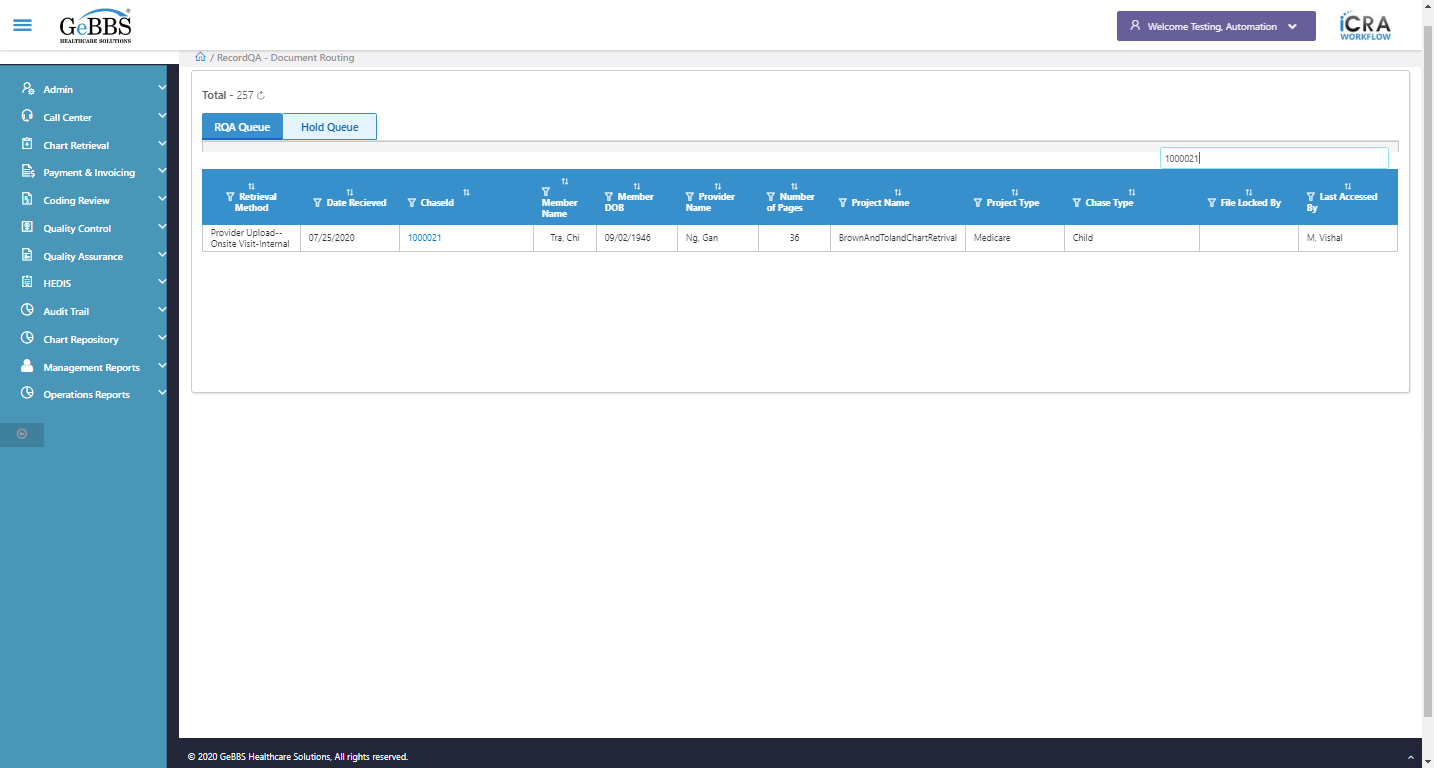 GeBBS®
HEALTHCARE SOLUTIONS
Welcome Testing, Automation
iCRA
WORKFLOW
/ RecordQA - Document Routing
Admin
Call Center
Chart Retrieval
Payment & Invoicing
Coding Review
Quality Control
Quality Assurance
HEDIS
Audit Trail
Chart Repository
Management Reports
Operations Reports
Total - 257
RQA Queue Hold Queue
1000021
Retrieval Method Date Recieved ChaseId Member Name Member DOB Provider Name Number of Pages Project Name Project Type Chase Type File Locked By Last Accessed By
Provider Upload--Onsite Visit-Internal 07/25/2020 1000021 Tra, Chi 09/02/1946 Ng, Gan 36 BrownAndTolandChartRetrival Medicare Child M, Vishal
© 2020 GeBBS Healthcare Solutions, All rights reserved.